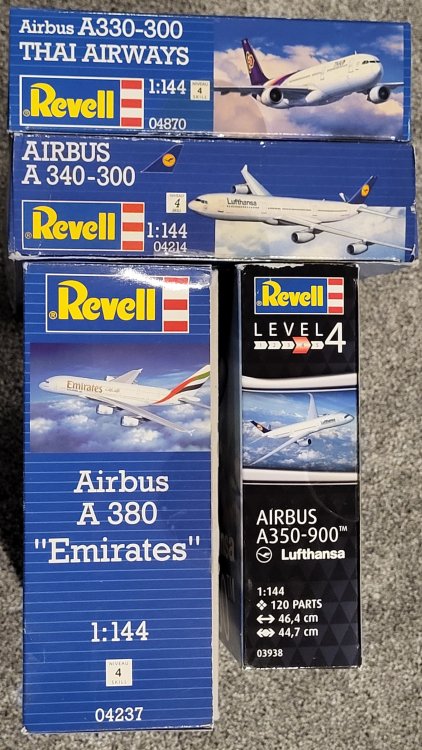 Airbus A330-300
THAI AIRWAYS
Revell
1:144
NIVEAU
4
SKILL
04870
THAI
AIRBUS
A 340-300
Revell
NIVEAU
4
SKILL
1:144
04214
Lufthansa
®Revell
Emirates
Airbus
A 380
"Emirates"
1:144
NIVEAU
4
SKILL
04237
®Revell
LEVEL 4
AIRBUS
A350-900™
Lufthansa
1:144
120 PARTS
46,4 cm
44,7 cm
03938